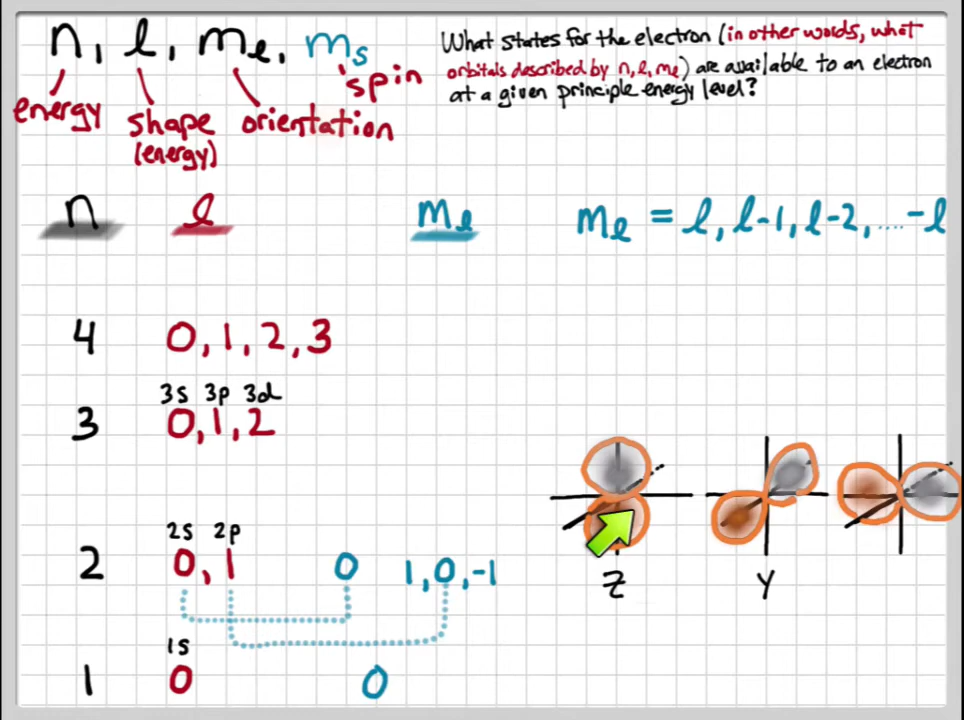 n, l, ml, ms
energy
shape
(energy)
orientation
spin
What states for the electron (in other words, what
orbitals described by n, l, ml) are available to an electron
at a given principle energy level?
n l ml ml = l, l-1, l-2, .... -l
4 0, 1, 2, 3
3s 3p 3d
3 0, 1, 2
2s 2p
2 0, 1 0 1, 0, -1
Z Y
1s
1 0 0